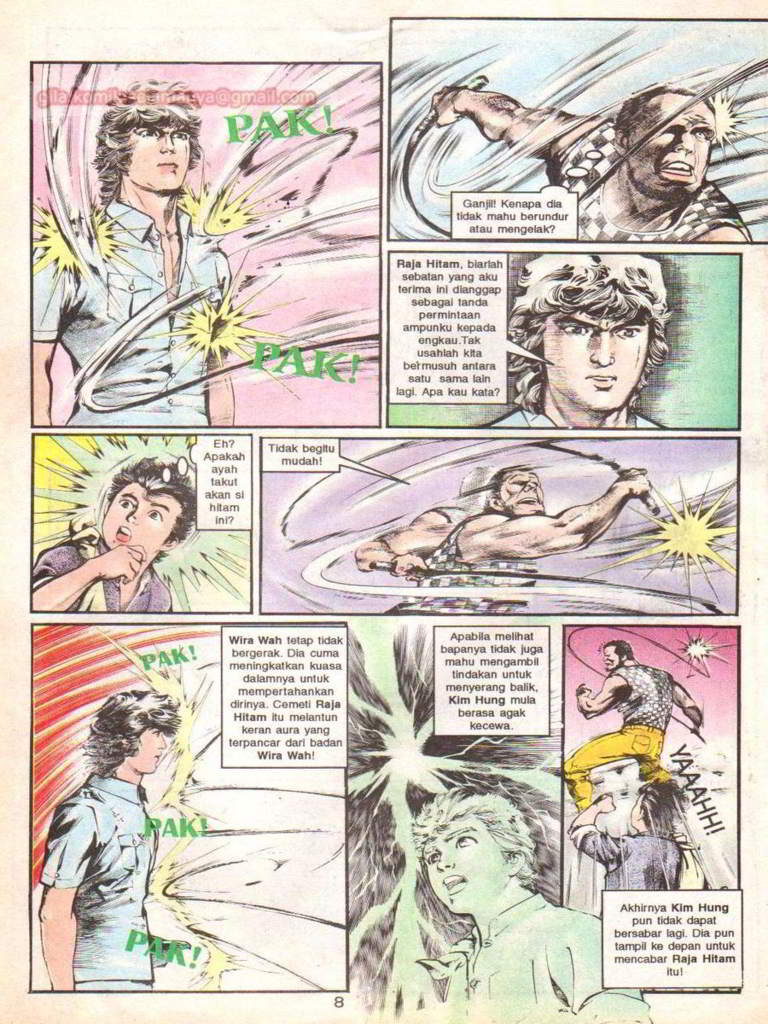 gilakomik
PAK!
PAK!
Ganjil! Kenapa dia
tidak mahu berundur
atau mengelak?
Raja Hitam, biarlah
sebatan yang aku
terima ini dianggap
sebagai tanda
permintaan
ampunku kepada
engkau.Tak
usahlah kita
bermusuh antara
satu sama lain
lagi. Apa kau kata?
Eh?
Apakah
ayah
takut
akan si
hitam
ini?
Tidak begitu
mudah!
PAK!
PAK!
PAK!
Wira Wah tetap tidak
bergerak. Dia cuma
meningkatkan kuasa
dalamnya untuk
mempertahankan
dirinya. Cemeti Raja
Hitam itu melantun
keran aura yang
terpancar dari badan
Wira Wah!
Apabila melihat
bapanya tidak juga
mahu mengambil
tindakan untuk
menyerang balik,
Kim Hung mula
berasa agak
kecewa.
YAAAHH!
Akhirnya Kim Hung
pun tidak dapat
bersabar lagi. Dia pun
tampil ke depan untuk
mencabar Raja Hitam
itu!
8